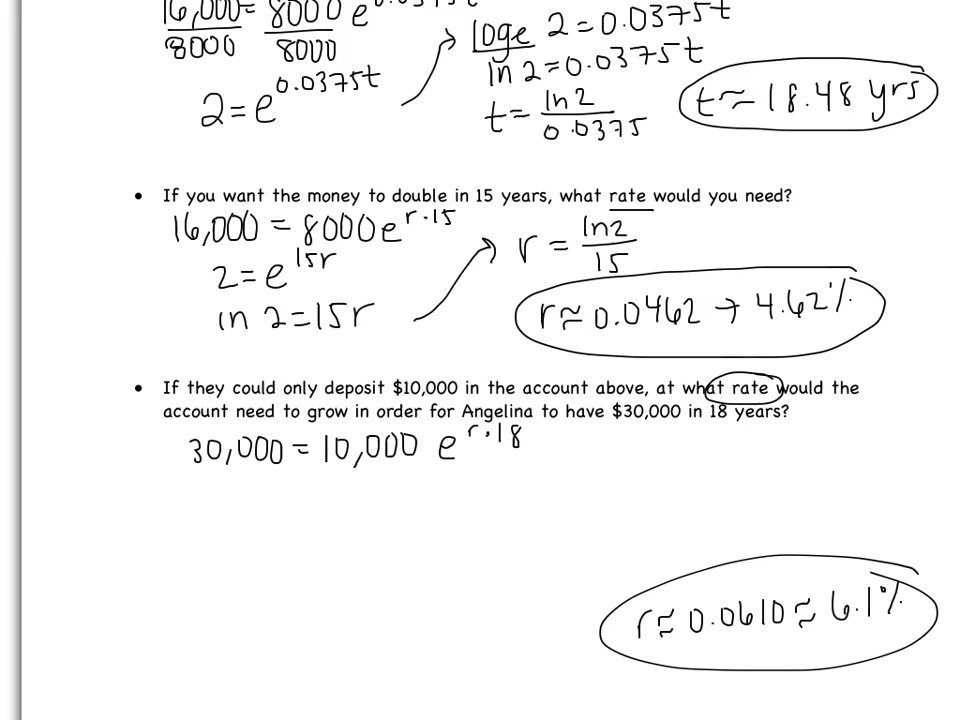 16,000 = 8000 e^0.0375t
8000 8000
2 = e^0.0375t
loge 2 = 0.0375t
ln 2 = 0.0375t
t = ln 2 / 0.0375
t ≈ 18.48 yrs
• If you want the money to double in 15 years, what rate would you need?
16,000 = 8000e^r·15
2 = e^15r
ln 2 = 15r
r = ln2 / 15
r ≈ 0.0462 → 4.62%
• If they could only deposit $10,000 in the account above, at what rate would the
account need to grow in order for Angelina to have $30,000 in 18 years?
30,000 = 10,000 e^r·18
r ≈ 0.0610 ≈ 6.1%